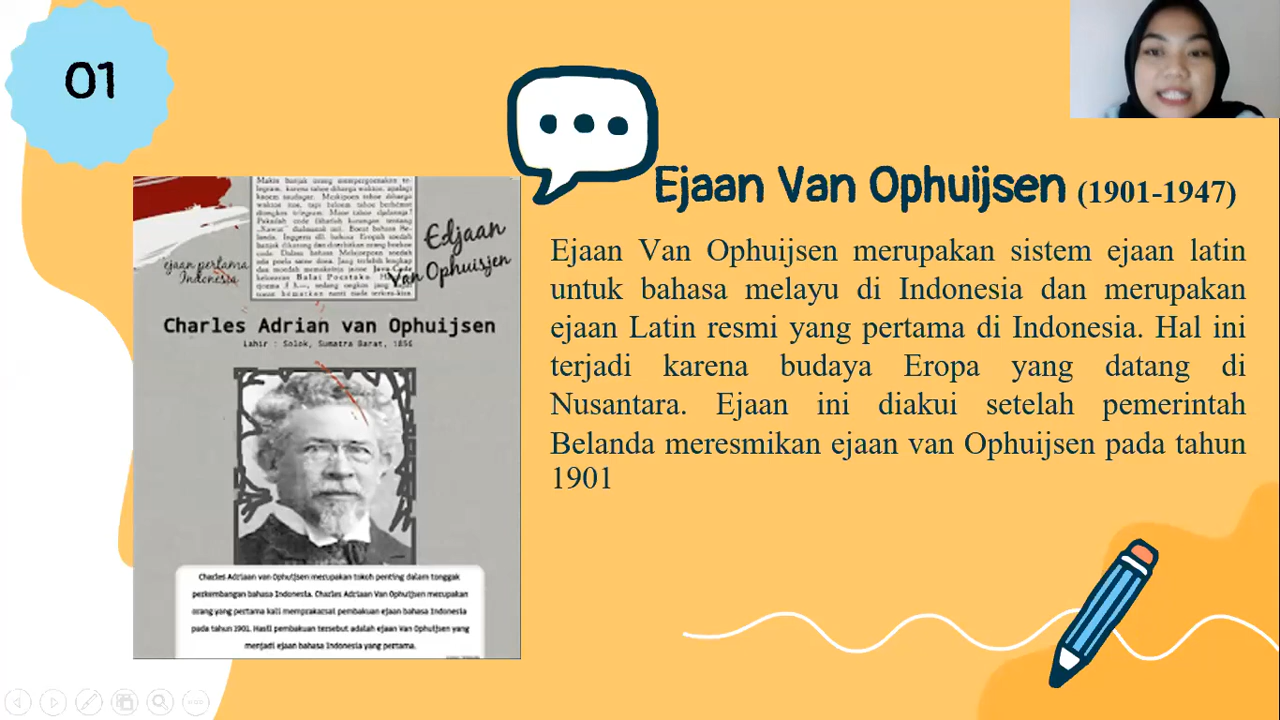 01
Ejaan Van Ophuijsen (1901-1947)
Ejaan Van Ophuijsen merupakan sistem ejaan latin
untuk bahasa melayu di Indonesia dan merupakan
ejaan Latin resmi yang pertama di Indonesia. Hal ini
terjadi karena budaya Eropa yang datang di
Nusantara. Ejaan ini diakui setelah pemerintah
Belanda meresmikan ejaan van Ophuijsen pada tahun
1901
ejaan pertama
Indonesia
Edjaan
Van Ophuisjen
Charles Adrian van Ophuijsen
Lahir : Solok, Sumatra Barat, 1856
Charles Adriaan van Ophuijsen merupakan tokoh penting dalam tonggak
perkembangan bahasa Indonesia. Charles Adriaan Van Ophuijsen merupakan
orang yang pertama kali memprakarsai pembakuan ejaan bahasa Indonesia
pada tahun 1901. Hasil pembakuan tersebut adalah ejaan Van Ophuijsen yang
menjadi ejaan bahasa Indonesia yang pertama.